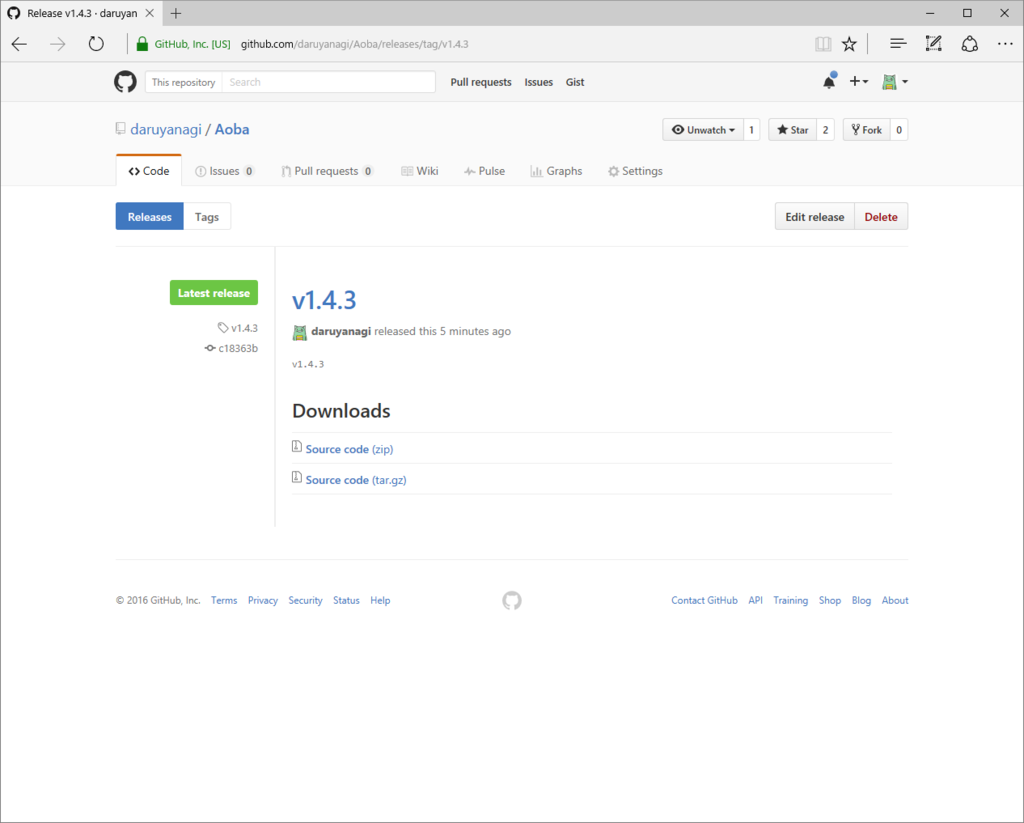 Release v1.4.3 · daruyan
GitHub, Inc. [US] github.com/daruyanagi/Aoba/releases/tag/v1.4.3
This repository Search Pull requests Issues Gist
daruyanagi / Aoba Unwatch 1 Star 2 Fork 0
Code Issues 0 Pull requests 0 Wiki Pulse Graphs Settings
Releases Tags Edit release Delete
Latest release
v1.4.3
c18363b
v1.4.3
daruyanagi released this 5 minutes ago
v1.4.3
Downloads
Source code (zip)
Source code (tar.gz)
© 2016 GitHub, Inc. Terms Privacy Security Status Help Contact GitHub API Training Shop Blog About